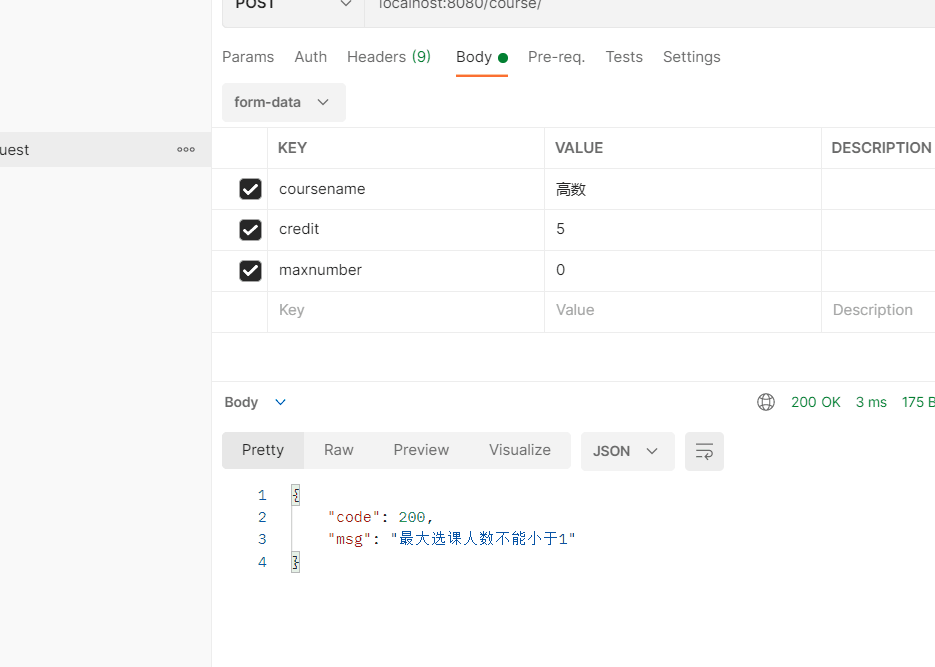 POST localhost:8080/course/
Params Auth Headers (9) Body Pre-req. Tests Settings
form-data
uest
KEY VALUE DESCRIPTION
coursename 高数
credit 5
maxnumber 0
Key Value Description
Body 200 OK 3 ms 175 B
Pretty Raw Preview Visualize JSON
1 {
2 "code": 200,
3 "msg": "最大选课人数不能小于1"
4 }